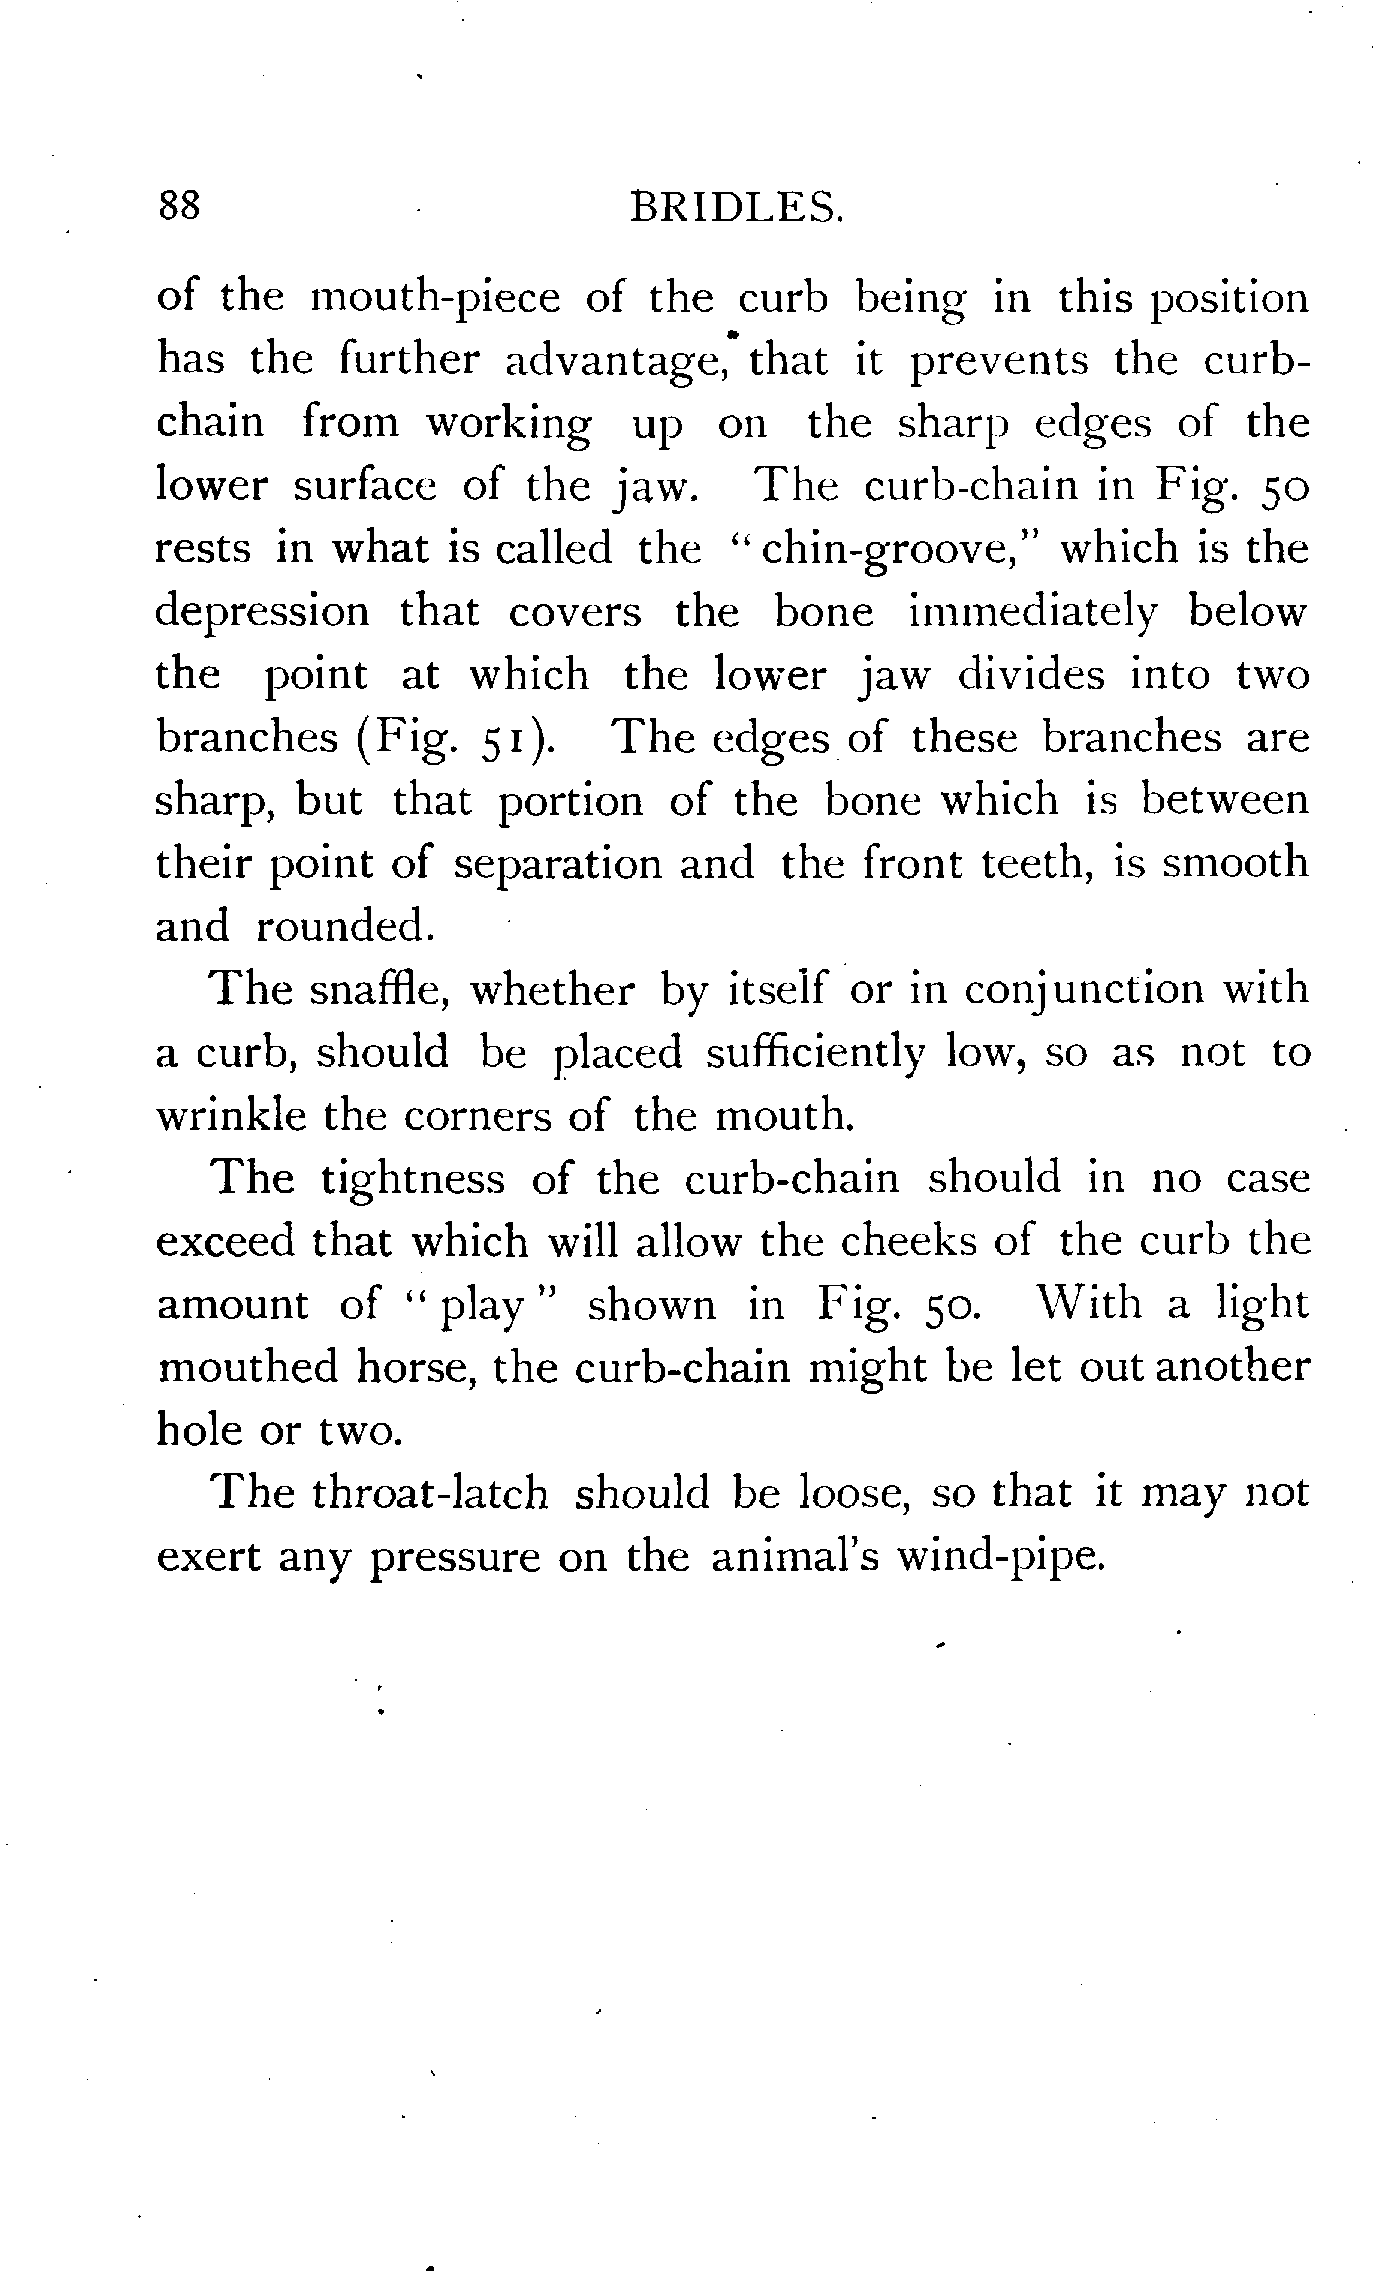 88 BRIDLES.
of the mouth-piece of the curb being in this position
has the further advantage, that it prevents the curb-
chain from working up on the sharp edges of the
lower surface of the jaw. The curb-chain in Fig. 50
rests in what is called the “chin-groove,” which is the
depression that covers the bone immediately below
the point at which the lower jaw divides into two
branches (Fig. 51). The edges of these branches are
sharp, but that portion of the bone which is between
their point of separation and the front teeth, is smooth
and rounded.
The snaffle, whether by itself or in conjunction with
a curb, should be placed sufficiently low, so as not to
wrinkle the corners of the mouth.
The tightness of the curb-chain should in no case
exceed that which will allow the cheeks of the curb the
amount of “play” shown in Fig. 50. With a light
mouthed horse, the curb-chain might be let out another
hole or two.
The throat-latch should be loose, so that it may not
exert any pressure on the animal's wind-pipe.